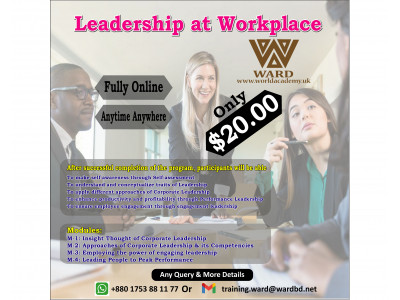 Leadership at Workplace
WARD
www.worldacademy.uk
Fully Online
Anytime Anywhere
Only
$20.00
After successful completion of the program, participants will be able
To make self awareness through Self assessment
To understand and conceptualize traits of Leadership
To apply different approaches of Corporate Leadership
To enhance productivity and profitability through Performance Leadership
To ensure employee engagement through engagement leadership
Modules:
M-1: Insight Thought of Corporate Leadership
M-2: Approaches of Corporate Leadership & its Competencies
M-3: Employing the power of engaging leadership
M-4: Leading People to Peak Performance
Any Query & More Details
+880 1753 88 11 77 Or training.ward@wardbd.net